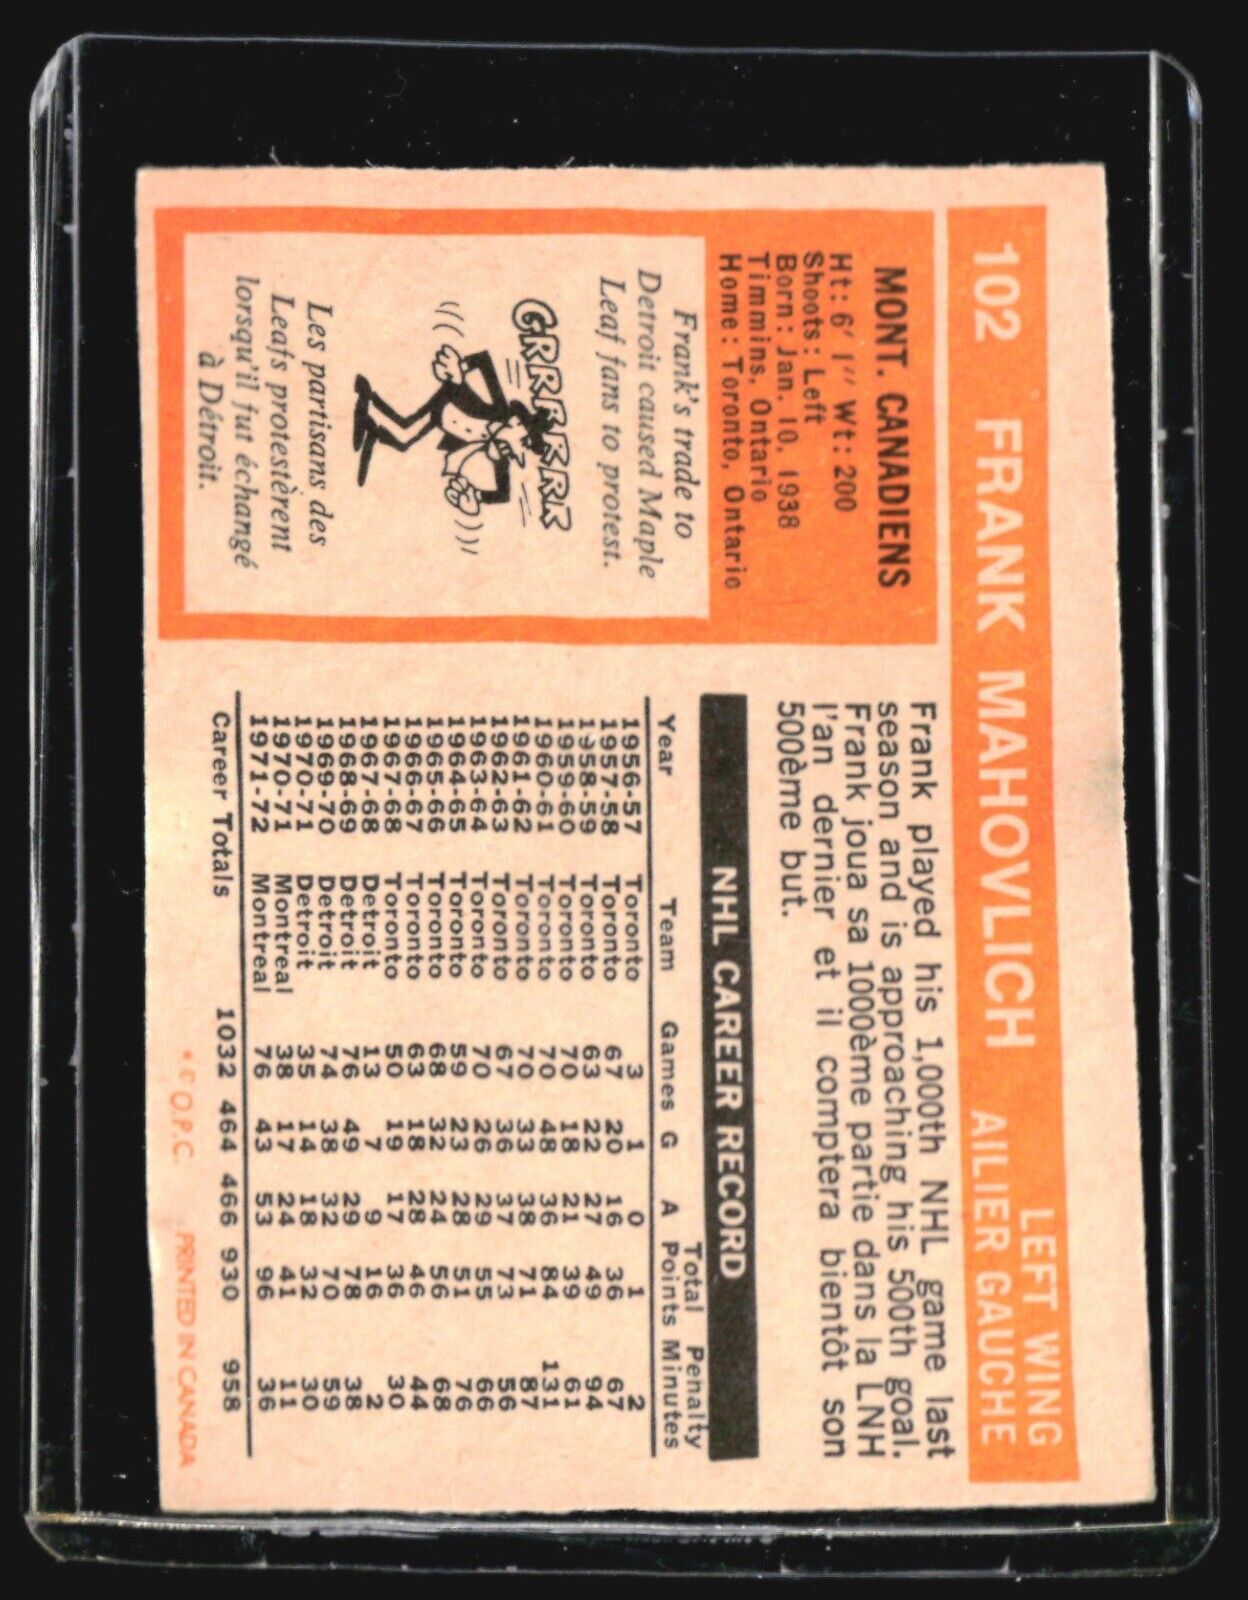 102 FRANK MAHOVLICH LEFT WING
AILIER GAUCHE
MONT. CANADIENS
Ht: 6' 1" Wt: 200
Shoots: Left
Born: Jan. 10, 1938
Timmins, Ontario
Home: Toronto, Ontario
Frank's trade to
Detroit caused Maple
Leaf fans to protest.
GRRRRRR
Les partisans des
Leafs protestèrent
lorsqu'il fut échangé
à Détroit.
Frank played his 1,000th NHL game last
season and is approaching his 500th goal.
Frank joua sa 1000ème partie dans la LNH
l'an dernier et il comptera bientôt son
500ème but.
NHL CAREER RECORD
Total Penalty
Year Team Games G A Points Minutes
1956-57 Toronto 3 1 0 1 2
1957-58 Toronto 67 20 16 36 67
1958-59 Toronto 63 22 27 49 94
1959-60 Toronto 70 18 21 39 61
1960-61 Toronto 70 48 36 84 131
1961-62 Toronto 70 33 38 71 87
1962-63 Toronto 67 36 37 73 56
1963-64 Toronto 70 26 29 55 66
1964-65 Toronto 59 23 28 51 76
1965-66 Toronto 68 32 24 56 68
1966-67 Toronto 63 18 28 46 44
1967-68 Toronto 50 19 17 36 30
1967-68 Detroit 13 7 9 16 2
1968-69 Detroit 76 49 29 78 38
1969-70 Detroit 74 38 32 70 59
1970-71 Detroit 35 14 18 32 30
1970-71 Montreal 38 17 24 41 11
1971-72 Montreal 76 43 53 96 36
Career Totals 1032 464 466 930 958
* © O.P.C. PRINTED IN CANADA